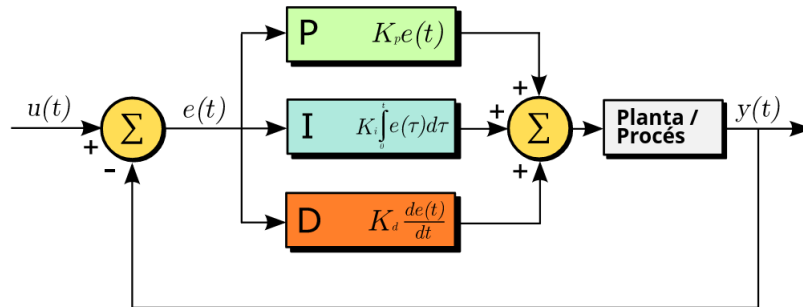 P K_p e(t)
u(t)
e(t)
+
-
Σ
I K_i ∫_0^t e(τ)dτ
D K_d de(t)/dt
+
+
+
Σ
Planta /
Procés
y(t)